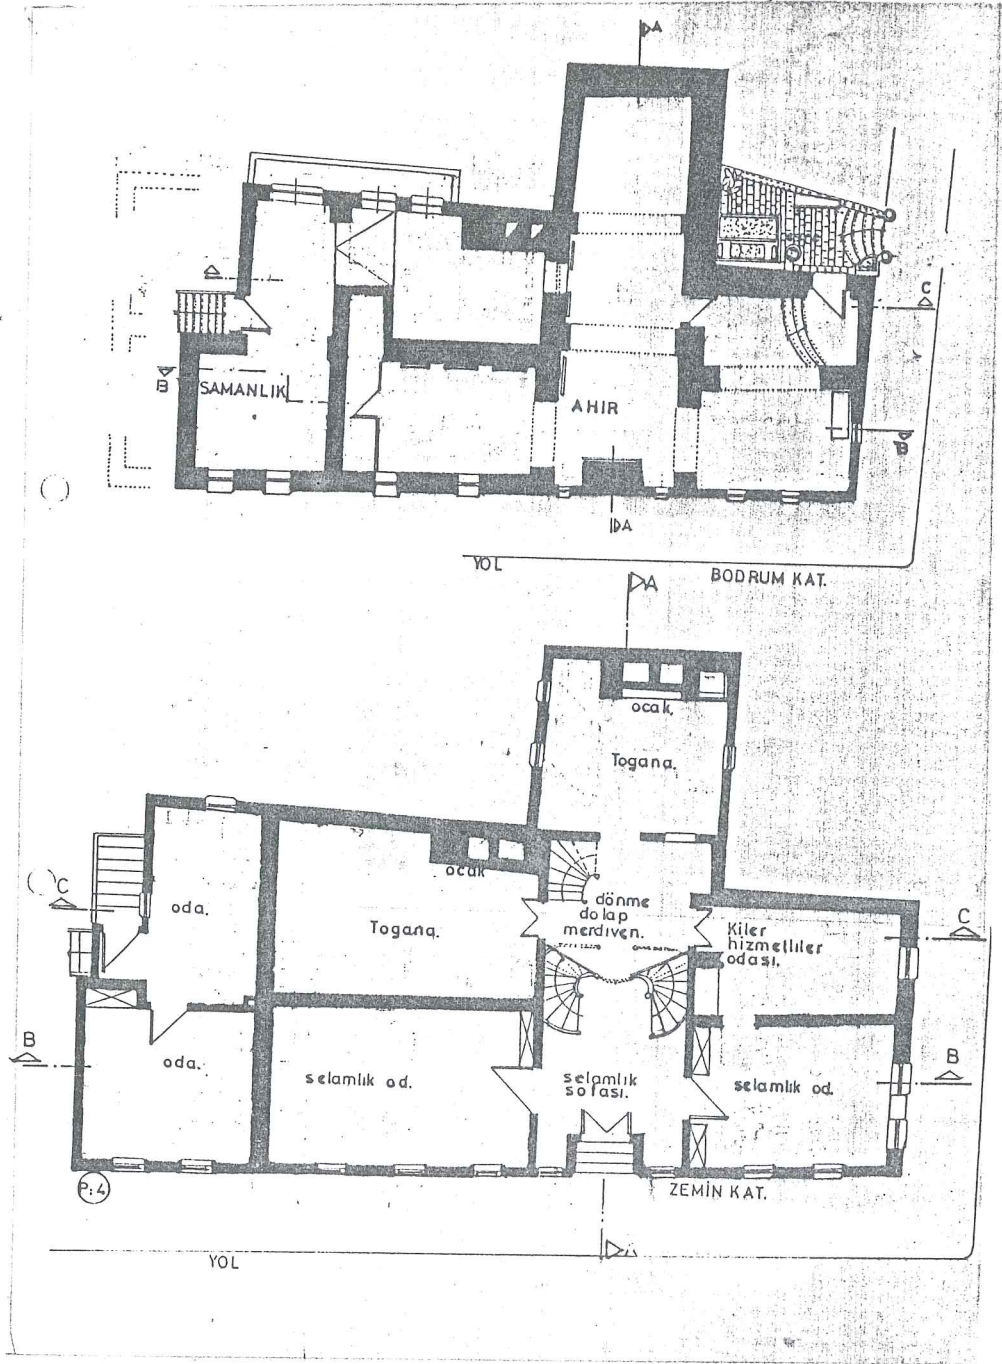 A
C
B
SAMANLIK
AHIR
B
A
YOL
BODRUM KAT.
A
ocak.
Togana.
ocak
C
oda.
Togana.
dönme
dolap
merdiven.
Kiler
hizmetliler
odası.
C
B
oda.
selamlık od.
selamlık
sofası.
selamlık od.
B
P:4
ZEMİN KAT.
YOL